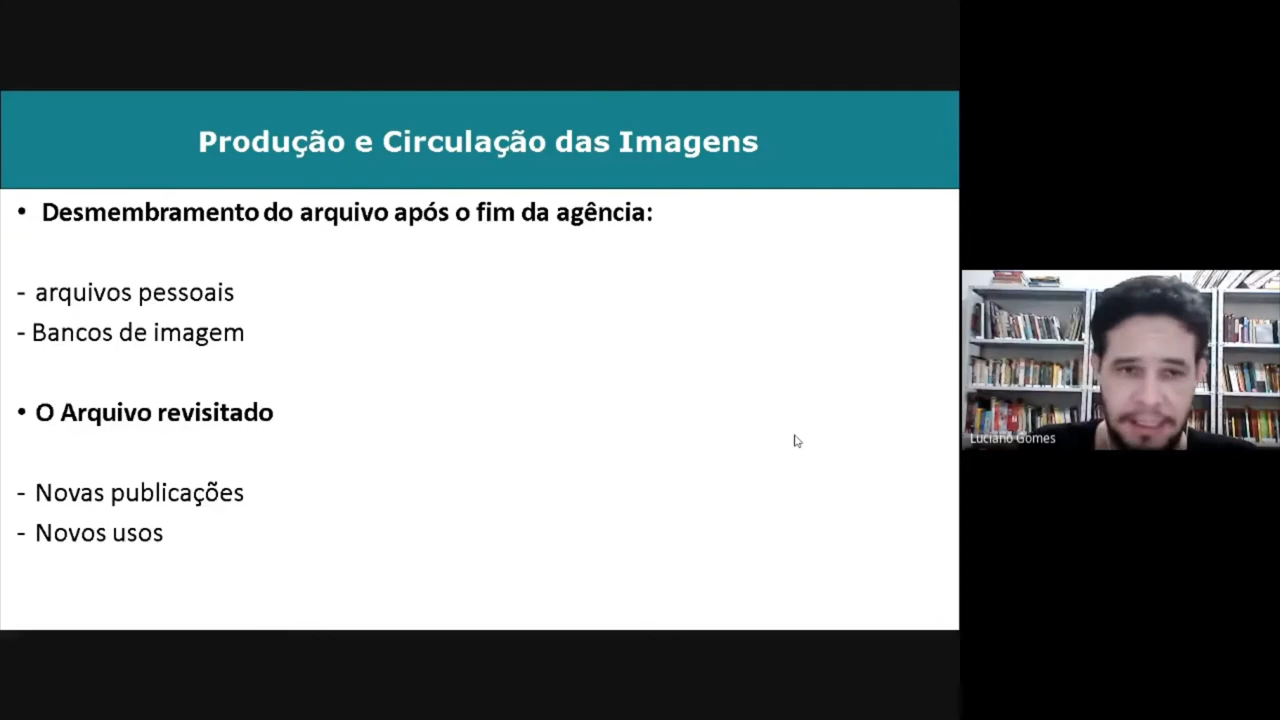 Produção e Circulação das Imagens
• Desmembramento do arquivo após o fim da agência:
- arquivos pessoais
- Bancos de imagem
• O Arquivo revisitado
- Novas publicações
- Novos usos
Luciano Gomes